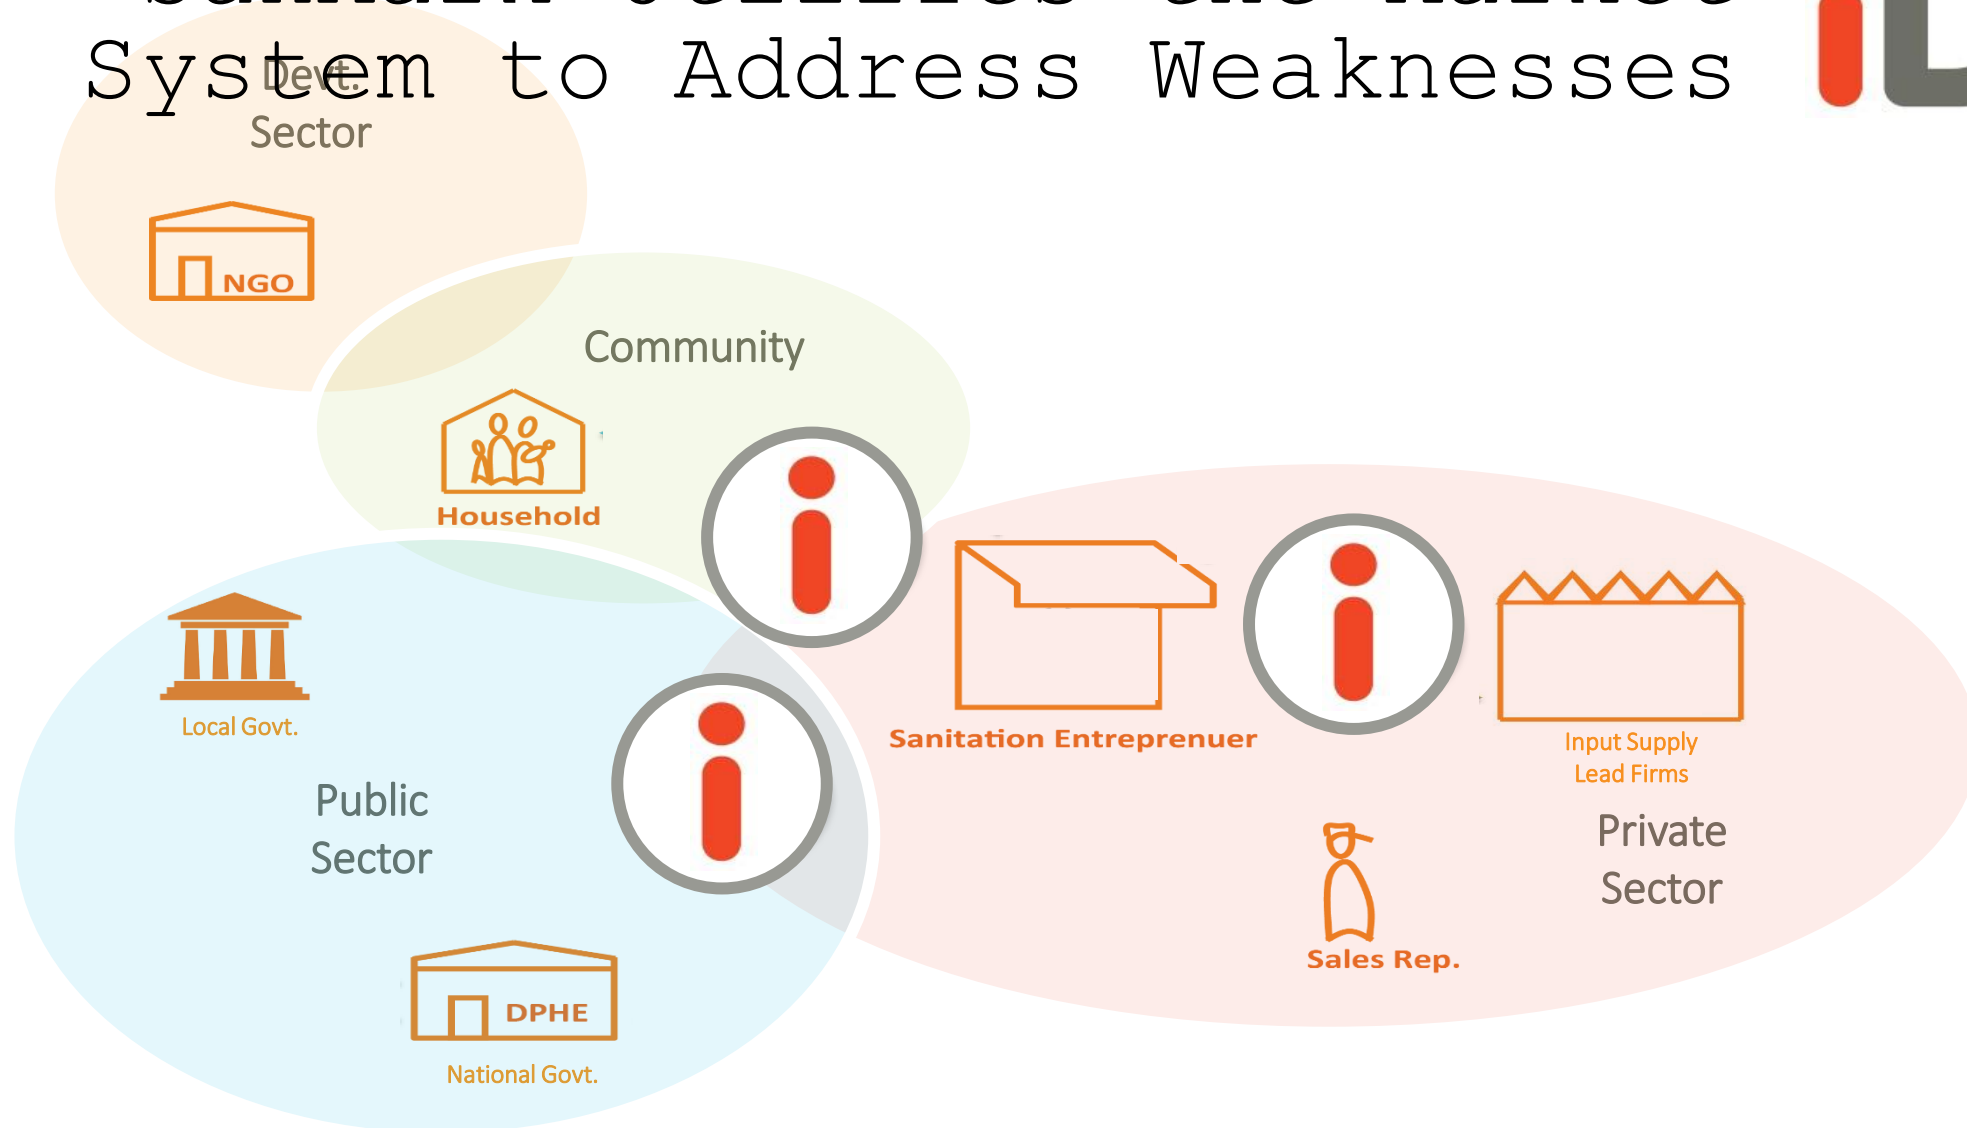 System to Address Weaknesses
Devt.
Sector
NGO
Community
Household
Local Govt.
Public
Sector
DPHE
National Govt.
Sanitation Entreprenuer
Input Supply
Lead Firms
Private
Sector
Sales Rep.